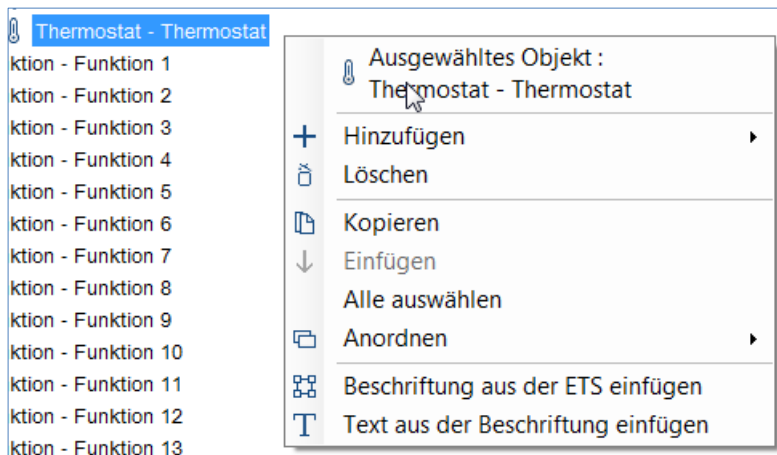 Thermostat - Thermostat
ktion - Funktion 1
ktion - Funktion 2
ktion - Funktion 3
ktion - Funktion 4
ktion - Funktion 5
ktion - Funktion 6
ktion - Funktion 7
ktion - Funktion 8
ktion - Funktion 9
ktion - Funktion 10
ktion - Funktion 11
ktion - Funktion 12
ktion - Funktion 13
Ausgewähltes Objekt :
Thermostat - Thermostat
Hinzufügen
Löschen
Kopieren
Einfügen
Alle auswählen
Anordnen
Beschriftung aus der ETS einfügen
Text aus der Beschriftung einfügen